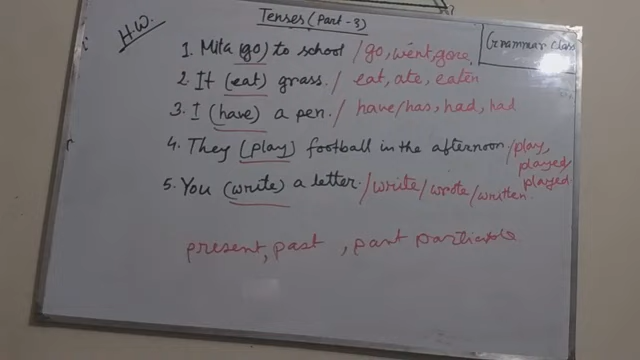 H.W.
Tenses (Part-3)
Grammar Class
1. Mita (go) to school / go, went, gone
2. It (eat) grass. / eat, ate, eaten
3. I (have) a pen. / have/has, had, had
4. They (play) football in the afternoon / play,
played,
played
5. You (write) a letter. / write / wrote / written.
present, past, past participle